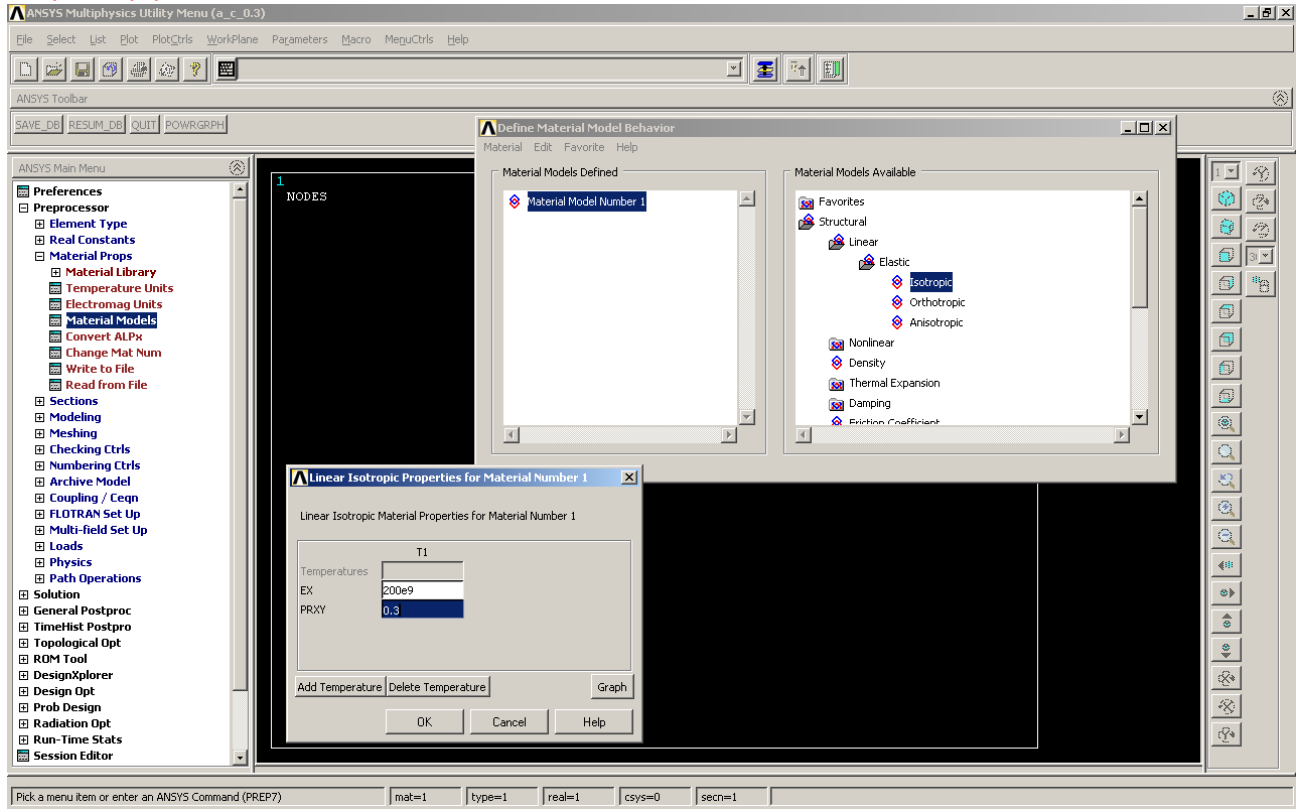 ANSYS Multiphysics Utility Menu (a_c_0.3)
File Select List Plot PlotCtrls WorkPlane Parameters Macro MenuCtrls Help
ANSYS Toolbar
SAVE_DB RESUM_DB QUIT POWRGRPH
ANSYS Main Menu
Preferences
Preprocessor
Element Type
Real Constants
Material Props
Material Library
Temperature Units
Electromag Units
Material Models
Convert ALPx
Change Mat Num
Write to File
Read from File
Sections
Modeling
Meshing
Checking Ctrls
Numbering Ctrls
Archive Model
Coupling / Ceqn
FLOTRAN Set Up
Multi-field Set Up
Loads
Physics
Path Operations
Solution
General Postproc
TimeHist Postpro
Topological Opt
ROM Tool
DesignXplorer
Design Opt
Prob Design
Radiation Opt
Run-Time Stats
Session Editor
1
NODES
Define Material Model Behavior
Material Edit Favorite Help
Material Models Defined
Material Model Number 1
Material Models Available
Favorites
Structural
Linear
Elastic
Isotropic
Orthotropic
Anisotropic
Nonlinear
Density
Thermal Expansion
Damping
Friction Coefficient
Linear Isotropic Properties for Material Number 1
Linear Isotropic Material Properties for Material Number 1
T1
Temperatures
EX 200e9
PRXY 0.3
Add Temperature Delete Temperature Graph
OK Cancel Help
1
Pick a menu item or enter an ANSYS Command (PREP7) mat=1 type=1 real=1 csys=0 secn=1